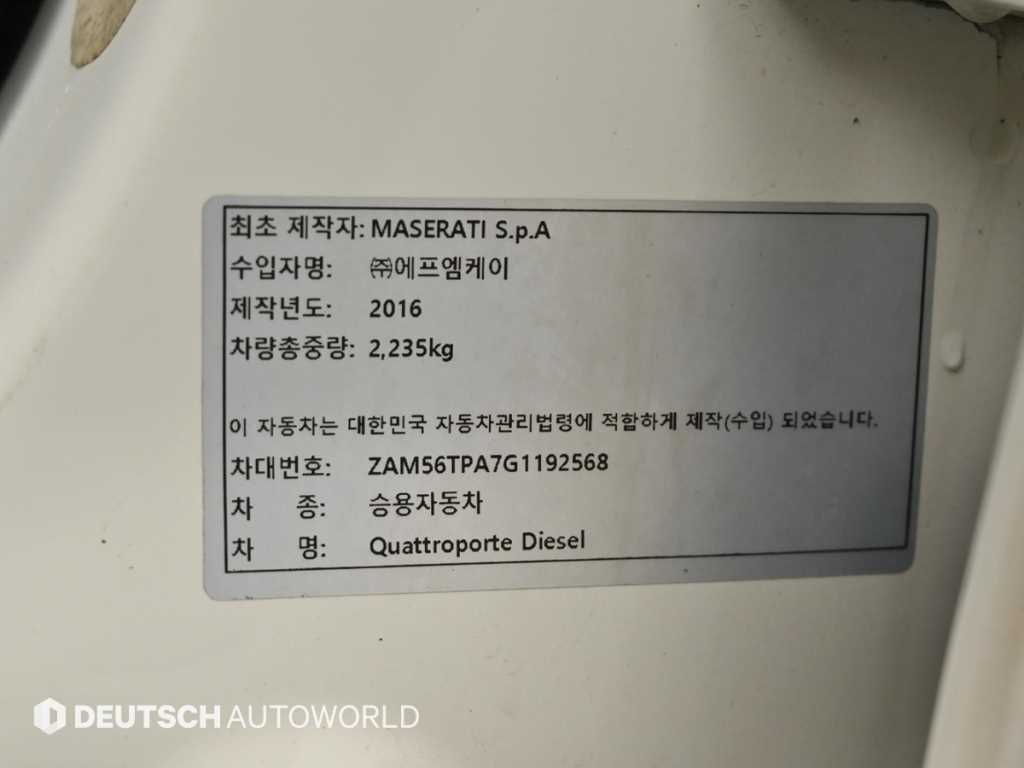 최초 제작자: MASERATI S.p.A
수입자명: ㈜에프엠케이
제작년도: 2016
차량총중량: 2,235kg
이 자동차는 대한민국 자동차관리법령에 적합하게 제작(수입) 되었습니다.
차대번호: ZAM56TPA7G1192568
차 종: 승용자동차
차 명: Quattroporte Diesel
DEUTSCH AUTOWORLD